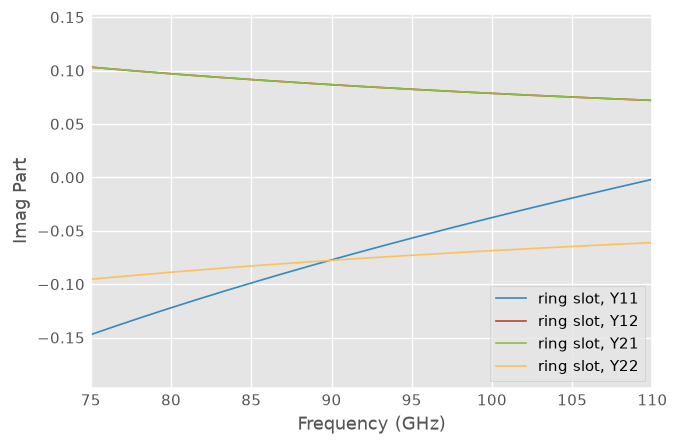 0.15
0.10
0.05
0.00
−0.05
−0.10
−0.15
Imag Part
75 80 85 90 95 100 105 110
Frequency (GHz)
ring slot, Y11
ring slot, Y12
ring slot, Y21
ring slot, Y22